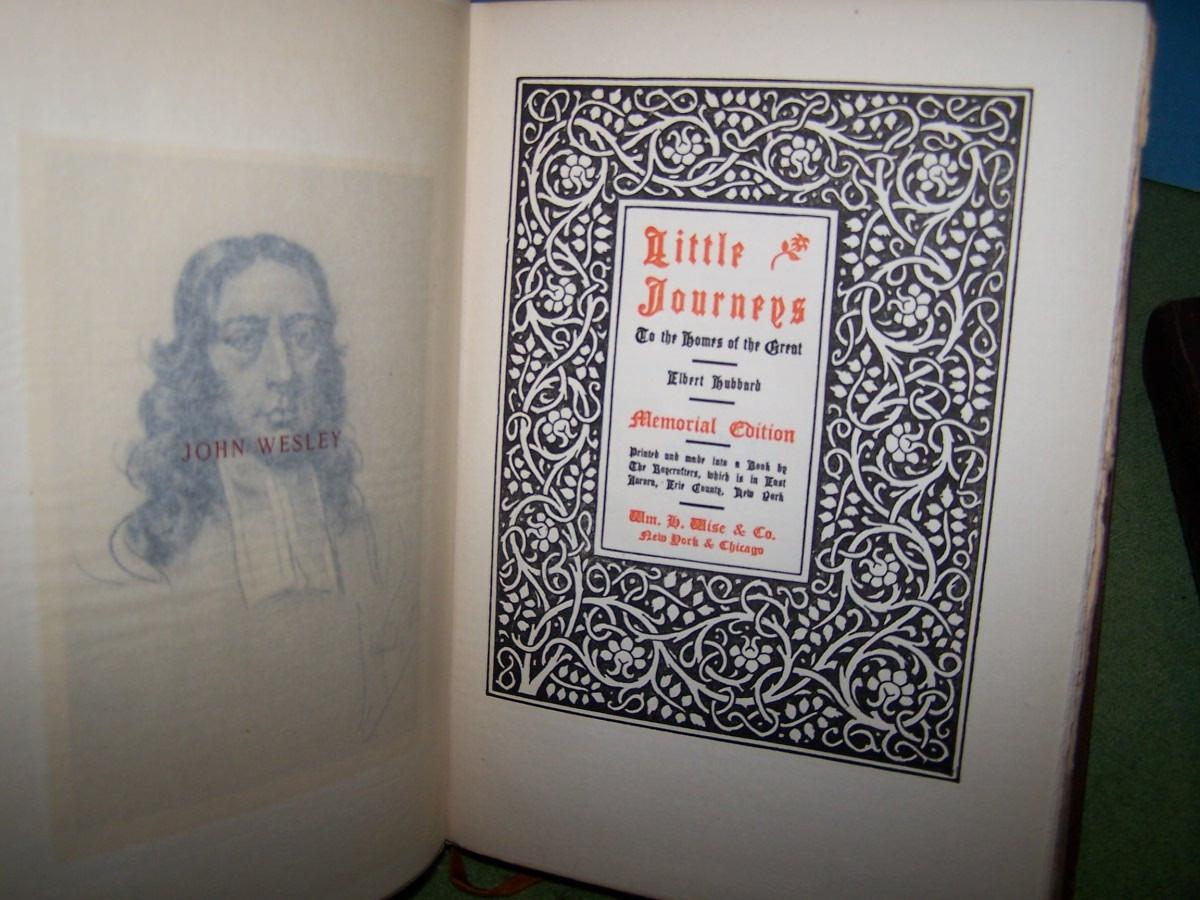 JOHN WESLEY
Little
Journeys
To the Homes of the Great
Elbert Hubbard
Memorial Edition
Printed and made into a Book by
The Roycrofters, which is in East
Aurora, Erie County, New York
Wm. H. Wise & Co.
New York & Chicago